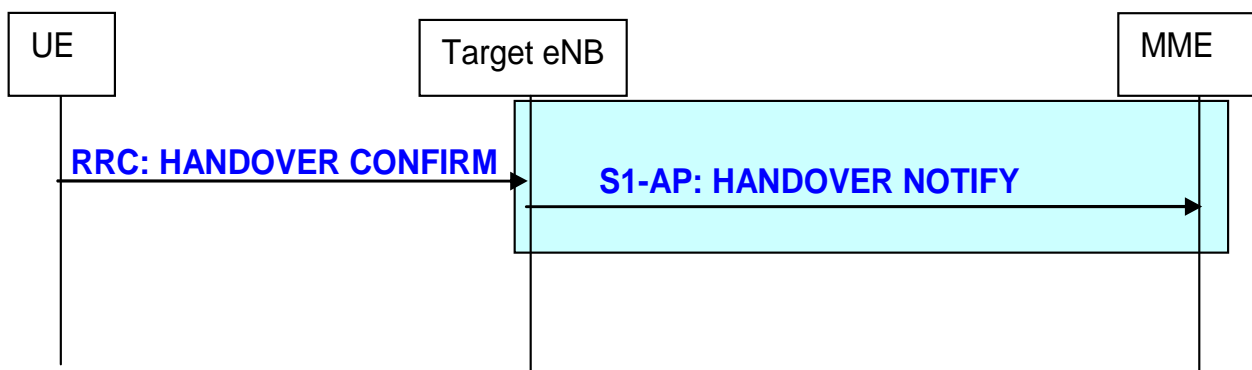 UE
Target eNB
MME
RRC: HANDOVER CONFIRM
S1-AP: HANDOVER NOTIFY